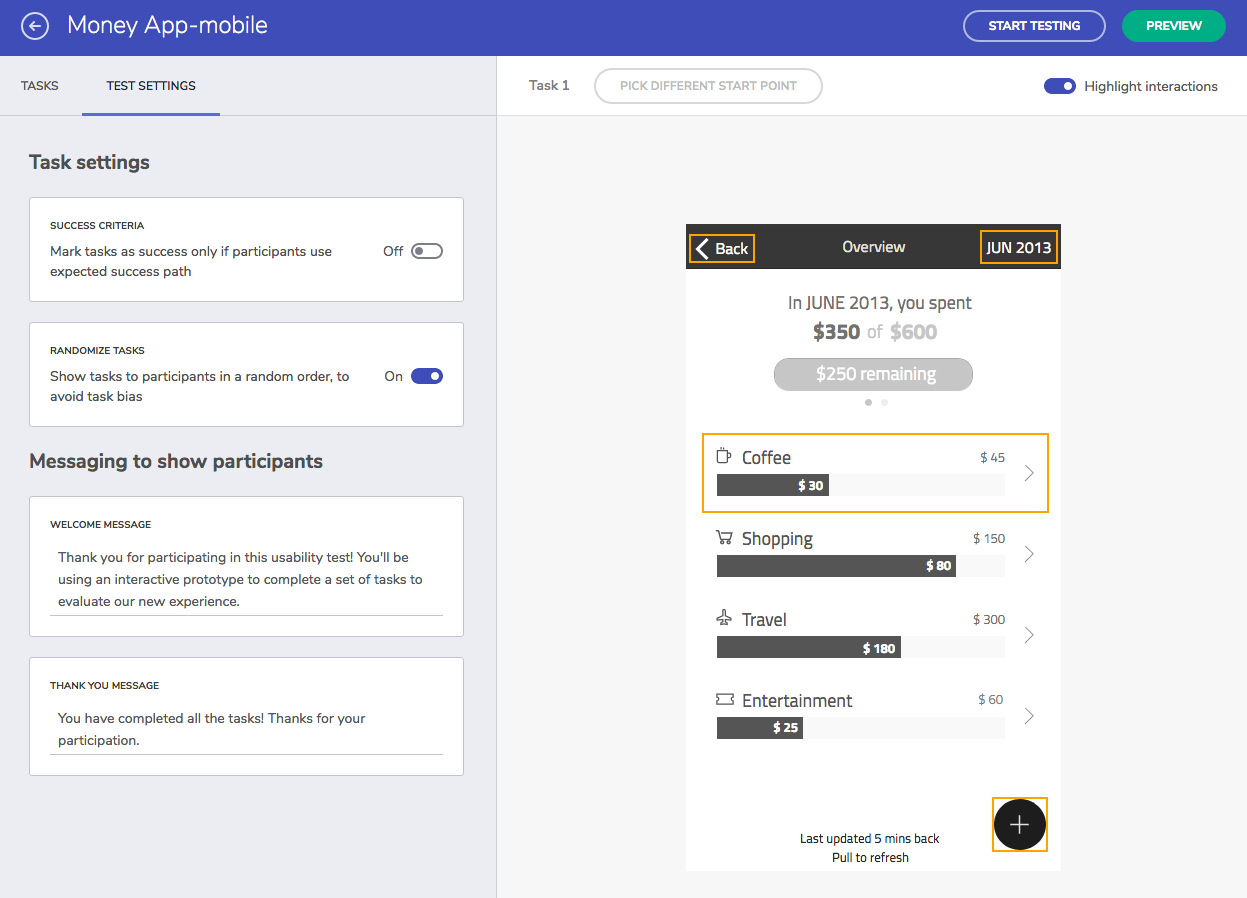 Money App-mobile
START TESTING
PREVIEW
TASKS
TEST SETTINGS
Task 1
PICK DIFFERENT START POINT
Highlight interactions
Task settings
SUCCESS CRITERIA
Mark tasks as success only if participants use
expected success path
Off
RANDOMIZE TASKS
Show tasks to participants in a random order, to
avoid task bias
On
Messaging to show participants
WELCOME MESSAGE
Thank you for participating in this usability test! You'll be
using an interactive prototype to complete a set of tasks to
evaluate our new experience.
THANK YOU MESSAGE
You have completed all the tasks! Thanks for your
participation.
Back
Overview
JUN 2013
In JUNE 2013, you spent
$350 of $600
$250 remaining
Coffee
$ 45
$ 30
Shopping
$ 150
$ 80
Travel
$ 300
$ 180
Entertainment
$ 60
$ 25
Last updated 5 mins back
Pull to refresh